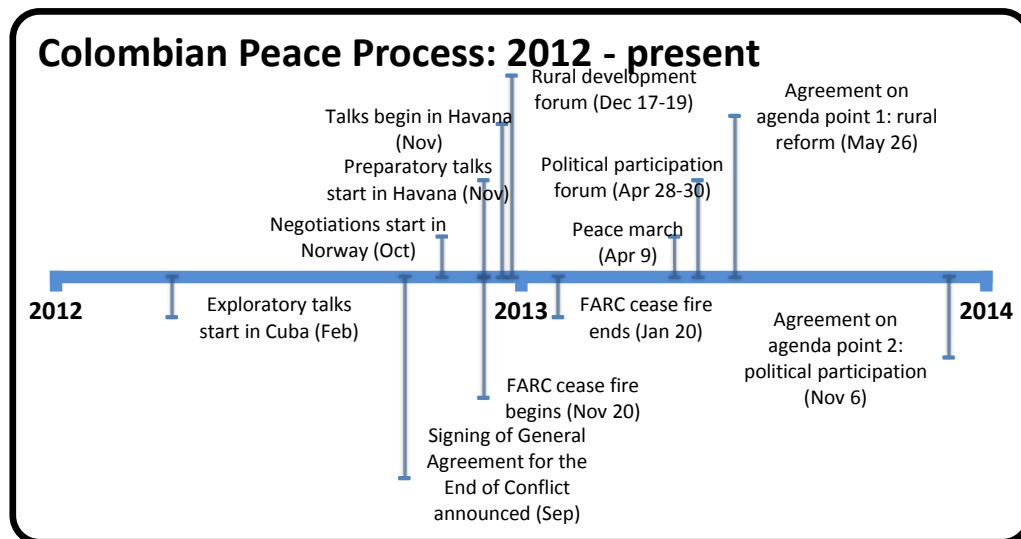 Colombian Peace Process: 2012 - present
Rural development
forum (Dec 17-19)
Talks begin in Havana
(Nov)
Preparatory talks
start in Havana (Nov)
Negotiations start in
Norway (Oct)
Agreement on
agenda point 1: rural
reform (May 26)
Political participation
forum (Apr 28-30)
Peace march
(Apr 9)
2012
2013
2014
Exploratory talks
start in Cuba (Feb)
FARC cease fire
ends (Jan 20)
Agreement on
agenda point 2:
political participation
(Nov 6)
FARC cease fire
begins (Nov 20)
Signing of General
Agreement for the
End of Conflict
announced (Sep)